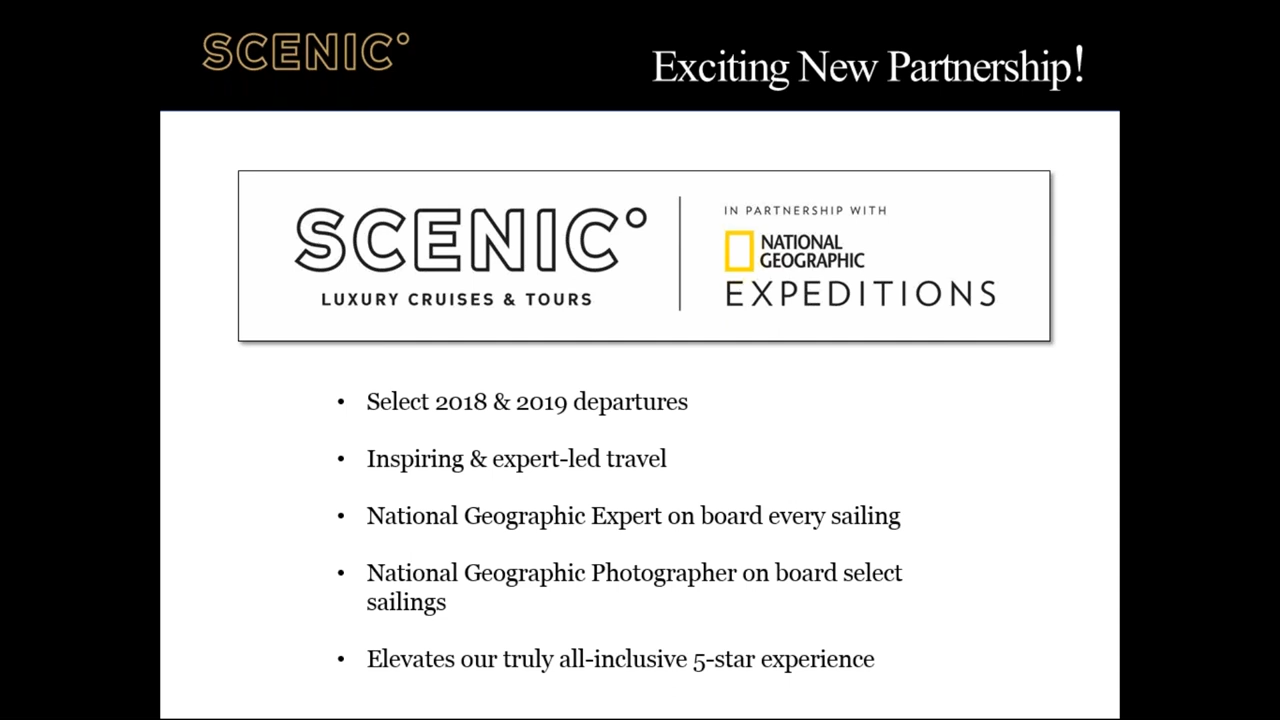 SCENIC°
Exciting New Partnership!
SCENIC°
LUXURY CRUISES & TOURS
IN PARTNERSHIP WITH
NATIONAL
GEOGRAPHIC
EXPEDITIONS
• Select 2018 & 2019 departures
• Inspiring & expert-led travel
• National Geographic Expert on board every sailing
• National Geographic Photographer on board select
sailings
• Elevates our truly all-inclusive 5-star experience